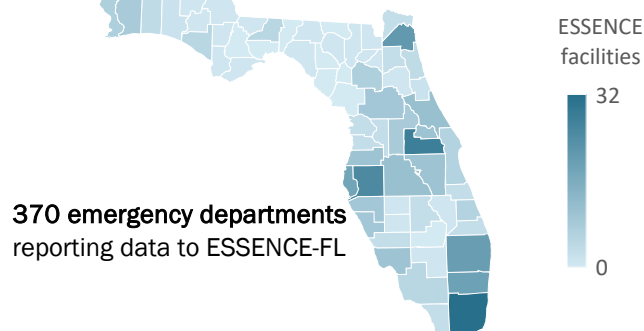 ESSENCE
facilities
32
0
370 emergency departments
reporting data to ESSENCE-FL